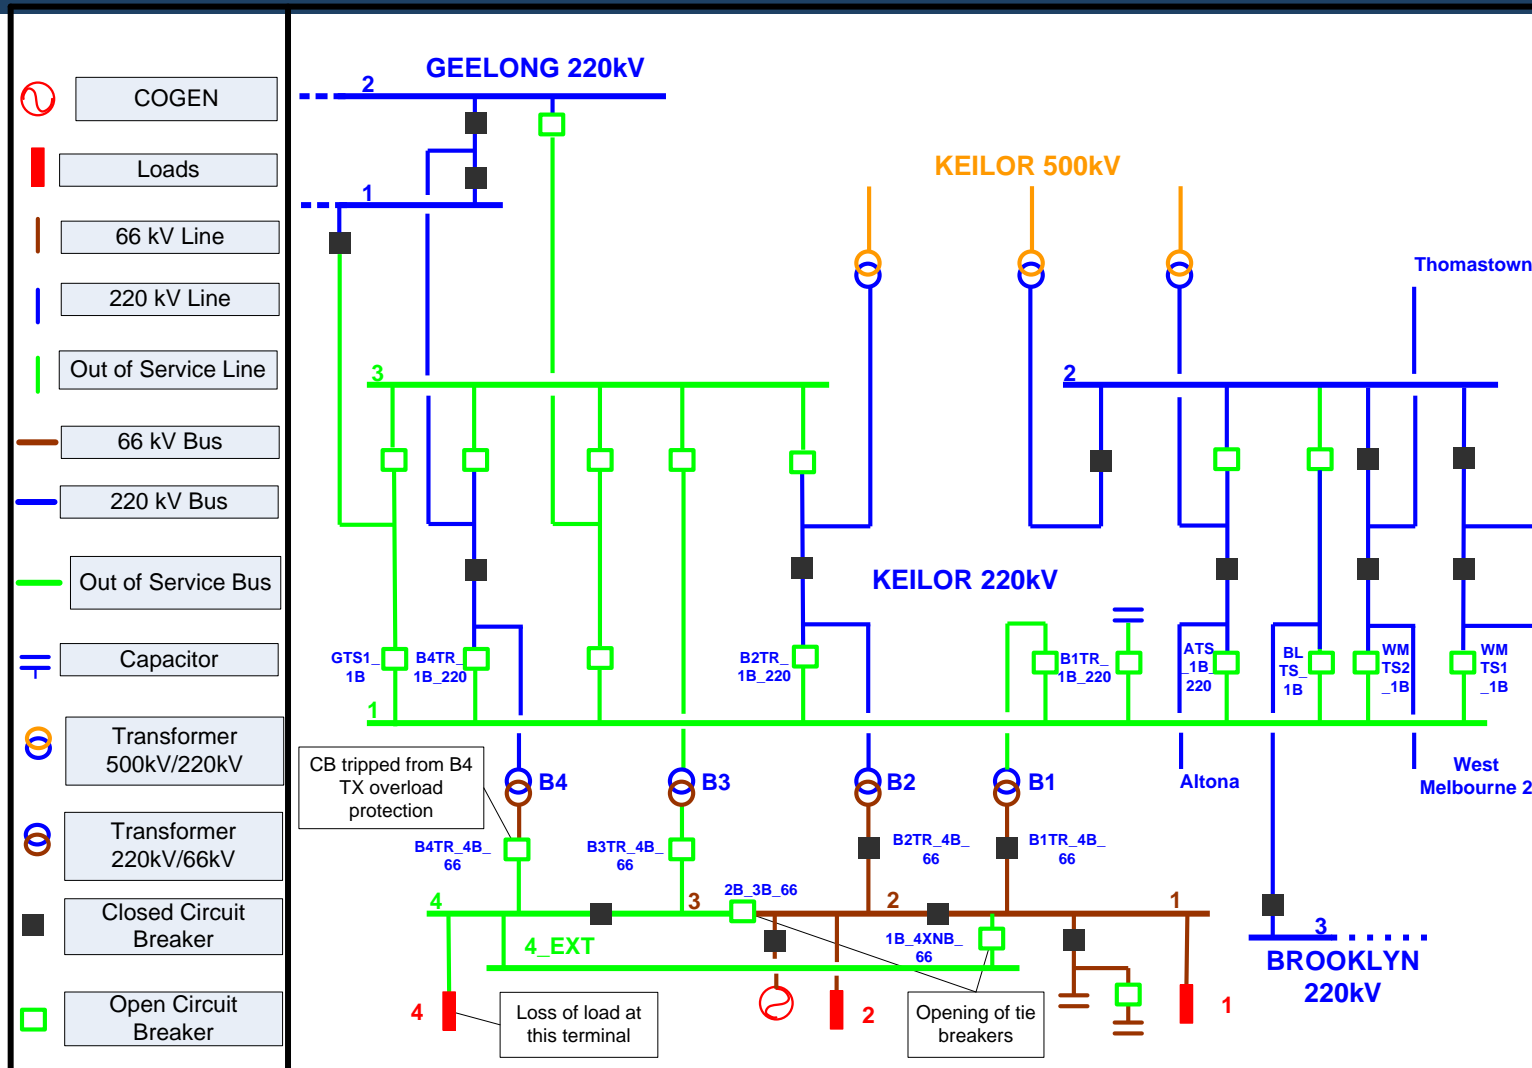 COGEN
Loads
66 kV Line
220 kV Line
Out of Service Line
66 kV Bus
220 kV Bus
Out of Service Bus
Capacitor
Transformer
500kV/220kV
Transformer
220kV/66kV
Closed Circuit
Breaker
Open Circuit
Breaker
GEELONG 220kV
2
1
KEILOR 500kV
Thomastown
3
2
KEILOR 220kV
GTS1_
1B
B4TR_
1B_220
B2TR_
1B_220
B1TR_
1B_220
ATS
_1B_
220
BL
TS_
1B
WM
TS2
_1B
WM
TS1
_1B
1
CB tripped from B4
TX overload
protection
B4
B3
B2
B1
Altona
West
Melbourne 2
B4TR_4B_
66
B3TR_4B_
66
B2TR_4B_
66
B1TR_4B_
66
2B_3B_66
4
3
2
1
4_EXT
1B_4XNB_
66
3
BROOKLYN
220kV
4
Loss of load at
this terminal
2
Opening of tie
breakers
1